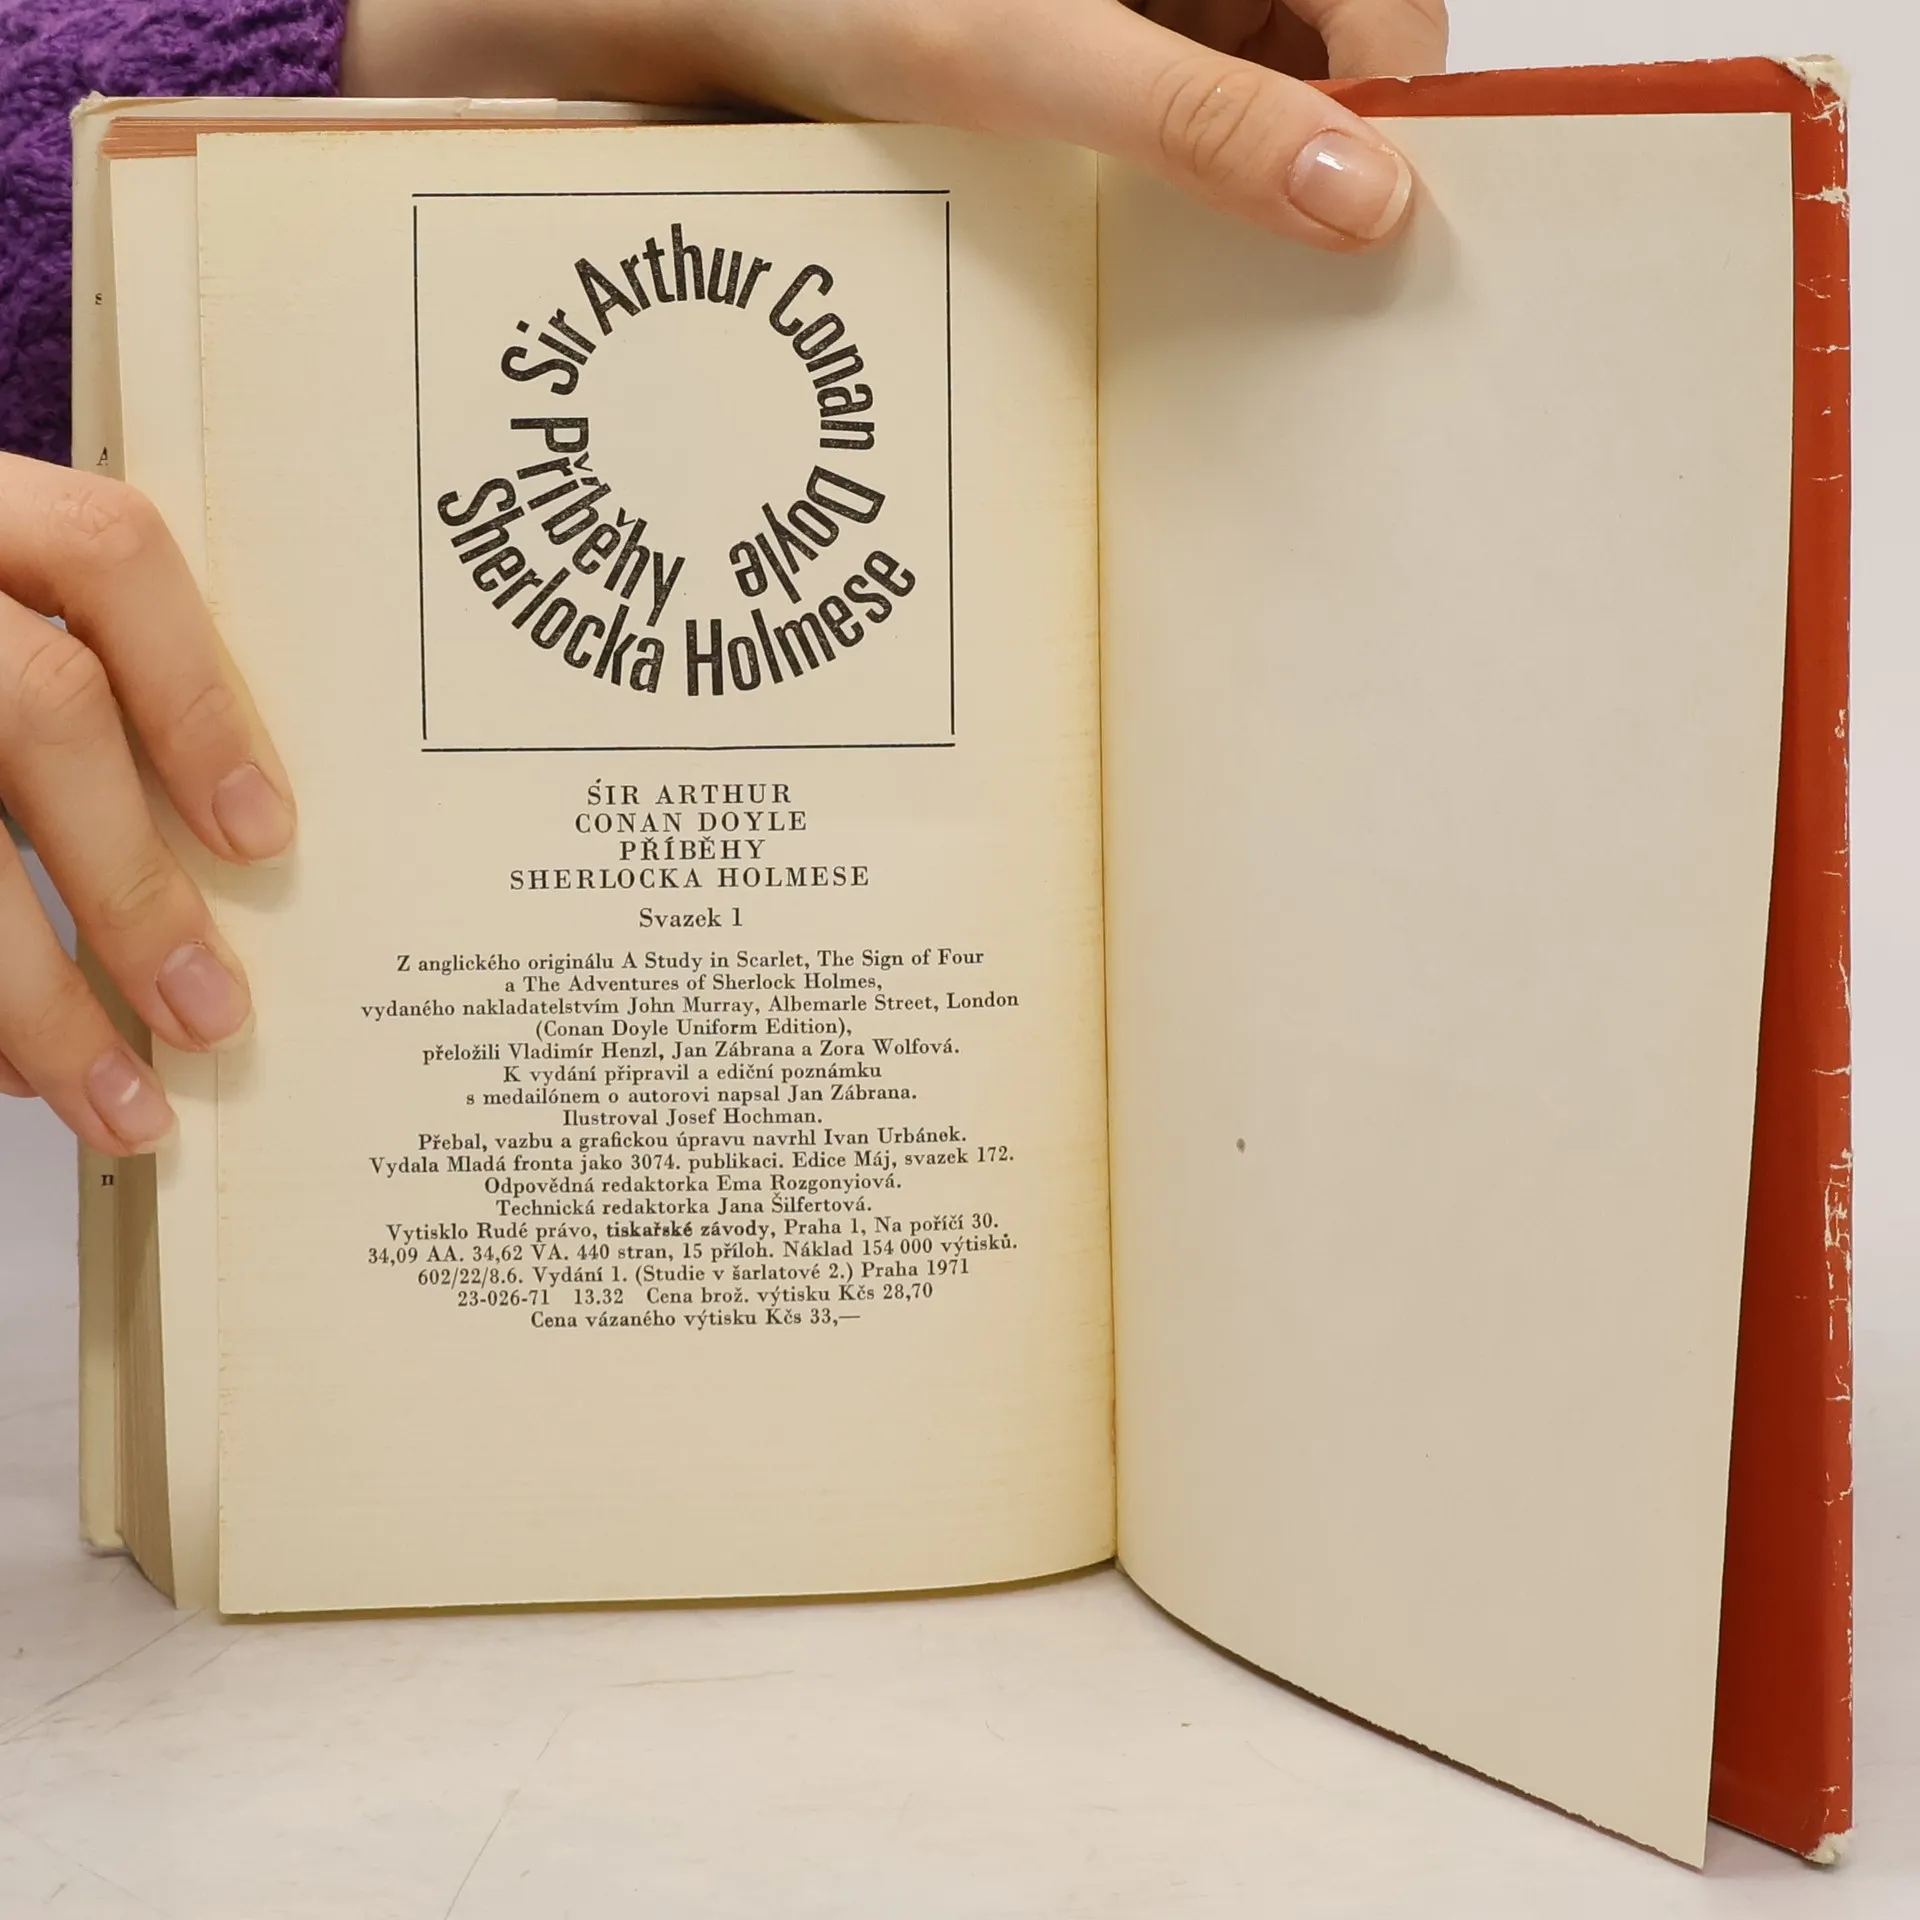 Sir Arthur Conan Doyle
Příběhy
Sherlocka Holmese
SIR ARTHUR
CONAN DOYLE
PŘÍBĚHY
SHERLOCKA HOLMESE
Svazek 1
Z anglického originálu A Study in Scarlet, The Sign of Four
a The Adventures of Sherlock Holmes,
vydaného nakladatelstvím John Murray, Albemarle Street, London
(Conan Doyle Uniform Edition),
přeložili Vladimír Henzl, Jan Zábrana a Zora Wolfová.
K vydání připravil a ediční poznámku
s medailónem o autorovi napsal Jan Zábrana.
Ilustroval Josef Hochman.
Přebal, vazbu a grafickou úpravu navrhl Ivan Urbánek.
Vydala Mladá fronta jako 3074. publikaci. Edice Máj, svazek 172.
Odpovědná redaktorka Ema Rozgonyiová.
Technická redaktorka Jana Šilfertová.
Vytisklo Rudé právo, tiskařské závody, Praha 1, Na poříčí 30.
34,09 AA. 34,62 VA. 440 stran, 15 příloh. Náklad 154 000 výtisků.
602/22/8.6. Vydání 1. (Studie v šarlatové 2.) Praha 1971
23-026-71 13.32 Cena brož. výtisku Kčs 28,70
Cena vázaného výtisku Kčs 33,—